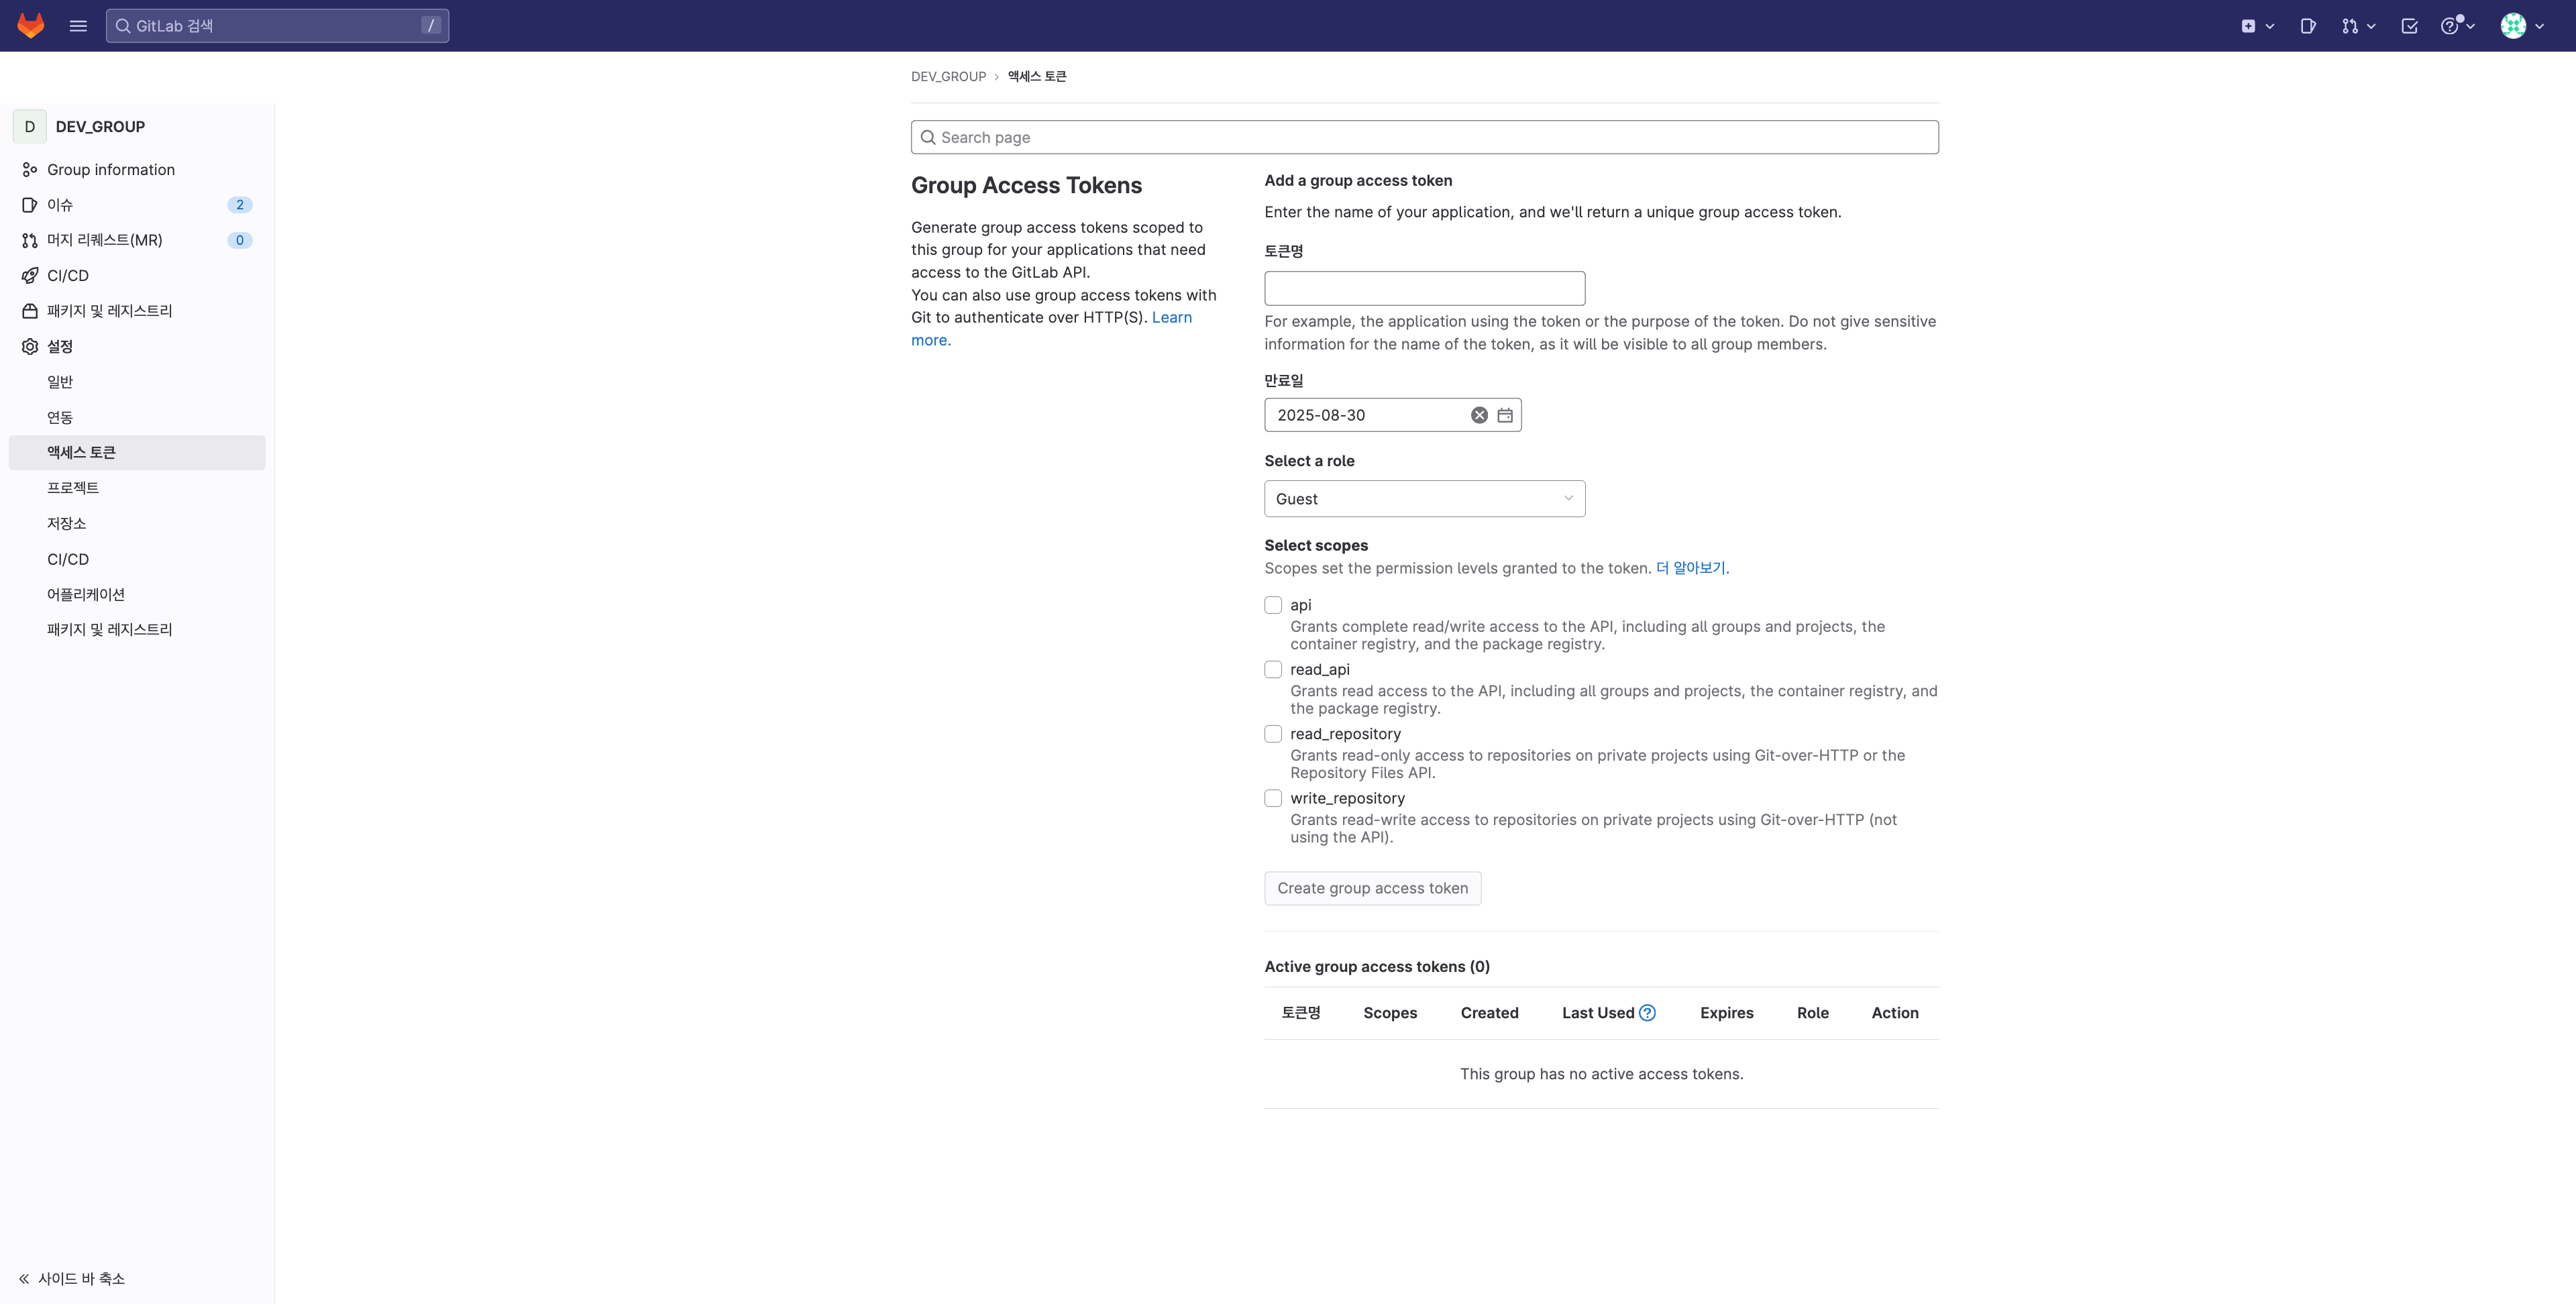 GitLab 검색
/
DEV_GROUP
액세스 토큰
D
DEV_GROUP
Group information
이슈
2
머지 리퀘스트(MR)
0
CI/CD
패키지 및 레지스트리
설정
일반
연동
액세스 토큰
프로젝트
저장소
CI/CD
어플리케이션
패키지 및 레지스트리
사이드 바 축소
Search page
Group Access Tokens
Generate group access tokens scoped to
this group for your applications that need
access to the GitLab API.
You can also use group access tokens with
Git to authenticate over HTTP(S). Learn
more.
Add a group access token
Enter the name of your application, and we'll return a unique group access token.
토큰명
For example, the application using the token or the purpose of the token. Do not give sensitive
information for the name of the token, as it will be visible to all group members.
만료일
2025-08-30
Select a role
Guest
Select scopes
Scopes set the permission levels granted to the token. 더 알아보기.
api
Grants complete read/write access to the API, including all groups and projects, the
container registry, and the package registry.
read_api
Grants read access to the API, including all groups and projects, the container registry, and
the package registry.
read_repository
Grants read-only access to repositories on private projects using Git-over-HTTP or the
Repository Files API.
write_repository
Grants read-write access to repositories on private projects using Git-over-HTTP (not
using the API).
Create group access token
Active group access tokens (0)
토큰명 Scopes Created Last Used Expires Role Action
This group has no active access tokens.